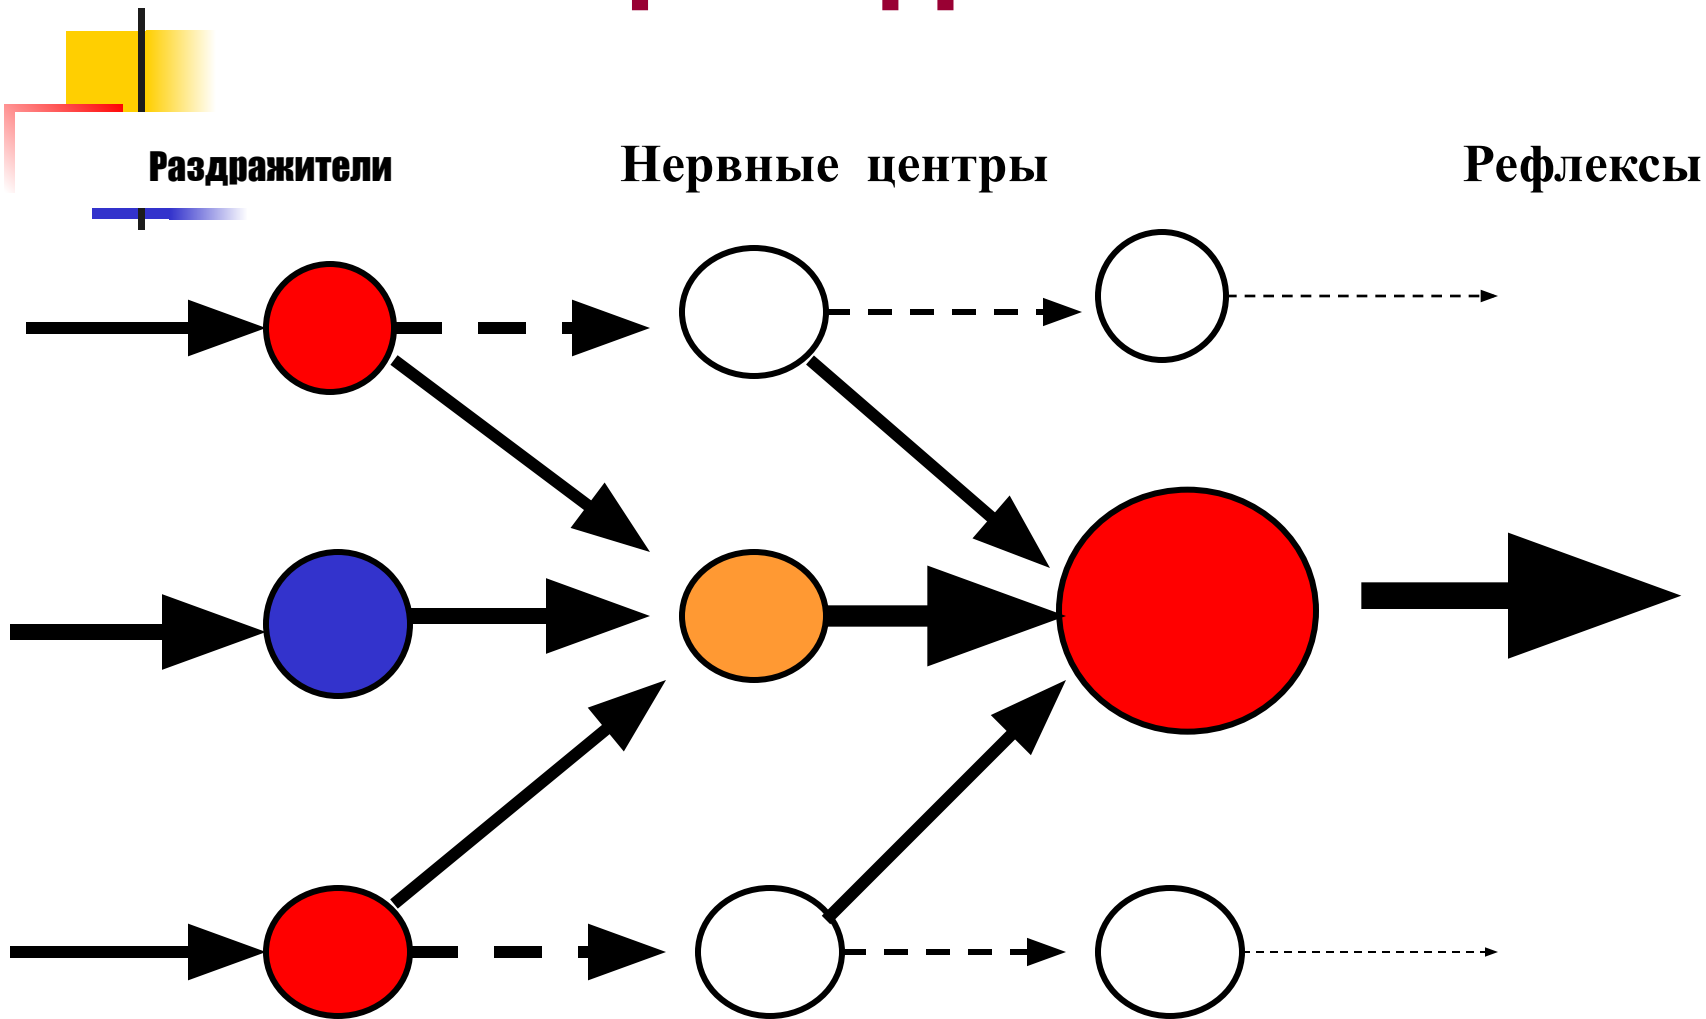 Раздражители
Нервные центры
Рефлексы